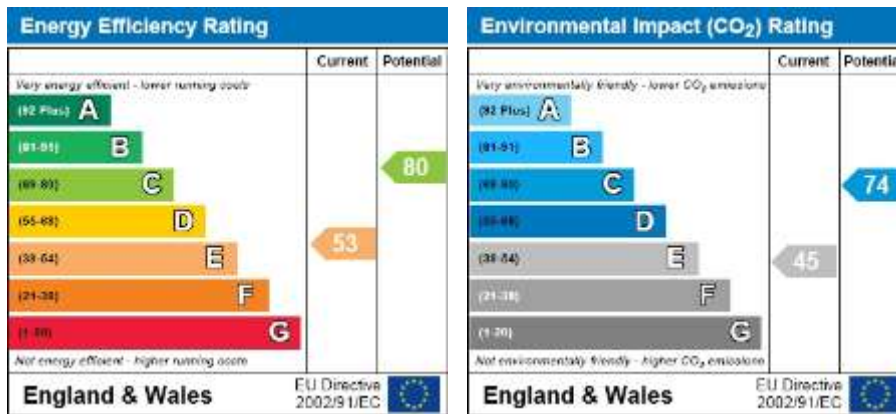 Energy Efficiency Rating
Current Potential
Very energy efficient - lower running costs
(92 Plus) A
(81-91) B
(69-80) C
(55-68) D
(39-54) E
(21-38) F
(1-20) G
80
53
Not energy efficient - higher running costs
England & Wales
EU Directive
2002/91/EC
Environmental Impact (CO₂) Rating
Current Potentia
Very environmentally friendly - lower CO₂ emissions
(92 Plus) A
(81-91) B
(69-80) C
(55-68) D
(39-54) E
(21-38) F
(1-20) G
74
45
Not environmentally friendly - higher CO₂ emissions
England & Wales
EU Directive
2002/91/EC